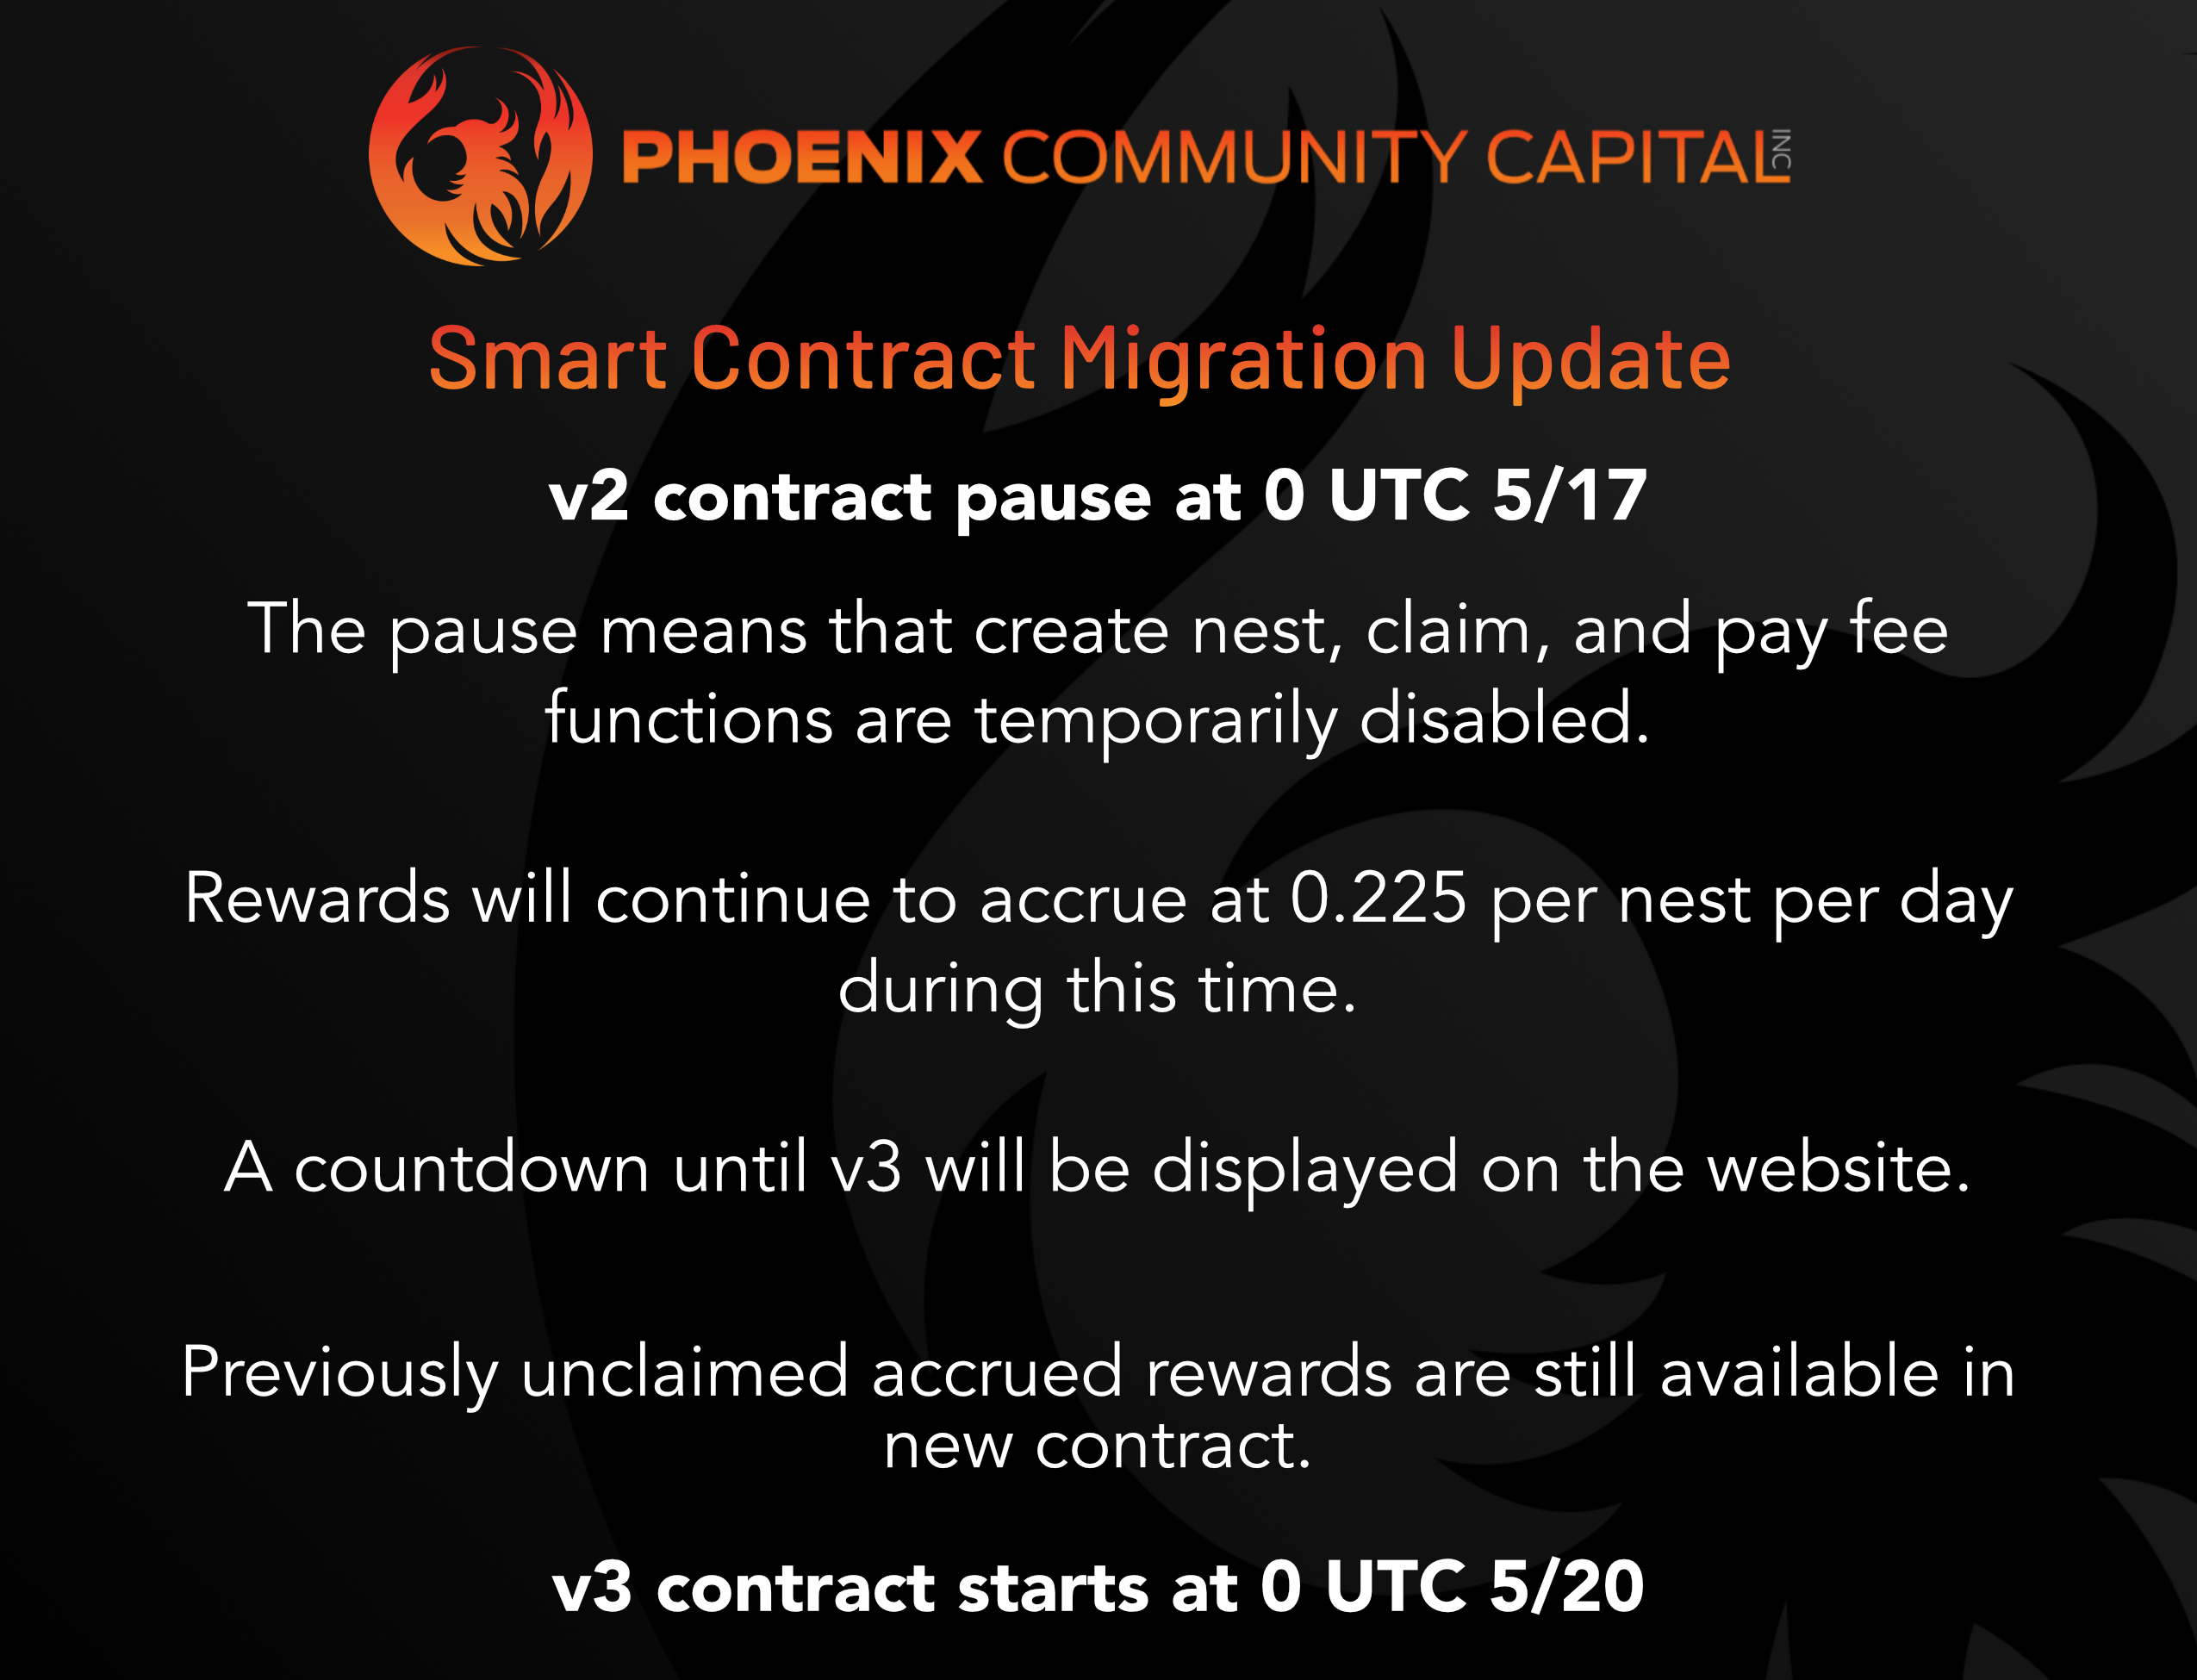 PHOENIX COMMUNITY CAPITAL INC
Smart Contract Migration Update
v2 contract pause at 0 UTC 5/17
The pause means that create nest, claim, and pay fee
functions are temporarily disabled.
Rewards will continue to accrue at 0.225 per nest per day
during this time.
A countdown until v3 will be displayed on the website.
Previously unclaimed accrued rewards are still available in
new contract.
v3 contract starts at 0 UTC 5/20